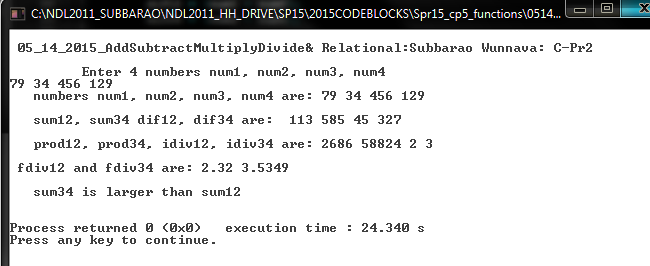 C:\NDL2011_SUBBARAO\NDL2011_HH_DRIVE\SP15\2015CODEBLOCKS\Spr15_cp5_functions\0514...
05_14_2015_AddSubtractMultiplyDivide& Relational:Subbarao Wunnava: C-Pr2
Enter 4 numbers num1, num2, num3, num4
79 34 456 129
numbers num1, num2, num3, num4 are: 79 34 456 129
sum12, sum34 dif12, dif34 are:  113 585 45 327
prod12, prod34, idiv12, idiv34 are: 2686 58824 2 3
fdiv12 and fdiv34 are: 2.32 3.5349
sum34 is larger than sum12
Process returned 0 (0x0)   execution time : 24.340 s
Press any key to continue.